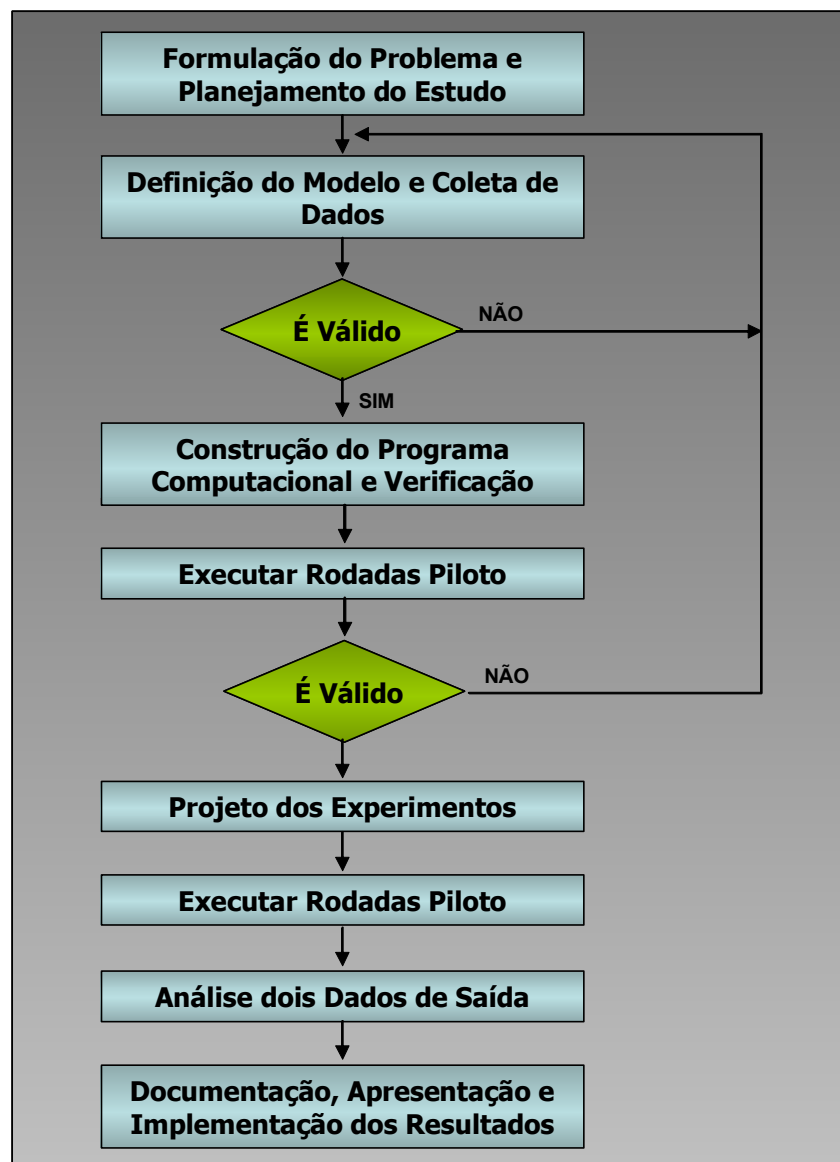 Formulação do Problema e
Planejamento do Estudo
Definição do Modelo e Coleta de
Dados
É Válido
NÃO
SIM
Construção do Programa
Computacional e Verificação
Executar Rodadas Piloto
É Válido
NÃO
Projeto dos Experimentos
Executar Rodadas Piloto
Análise dois Dados de Saída
Documentação, Apresentação e
Implementação dos Resultados